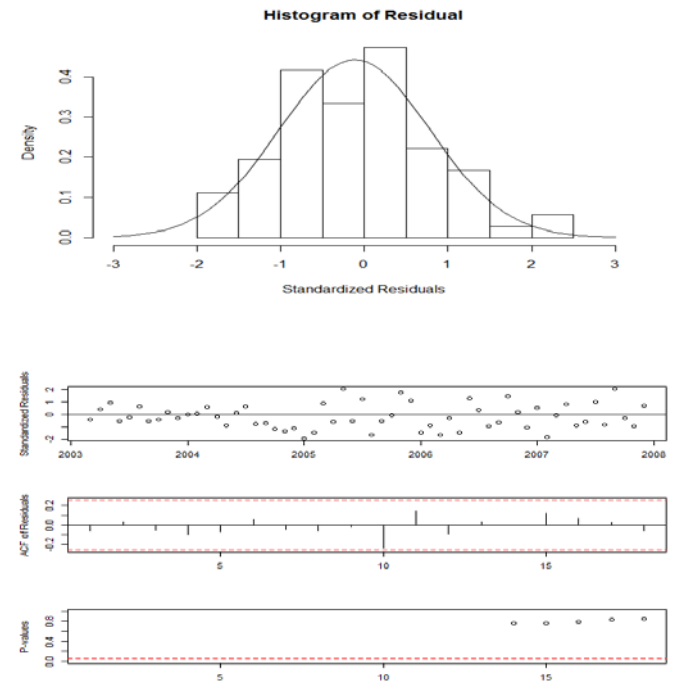 Histogram of Residual
Density
0.0 0.1 0.2 0.3 0.4
-3 -2 -1 0 1 2 3
Standardized Residuals
Standardized Residuals
-2 0 1 2
2003 2004 2005 2006 2007 2008
ACF of Residuals
-0.2 0.0 0.2
5 10 15
P-values
0.0 0.4 0.8
5 10 15